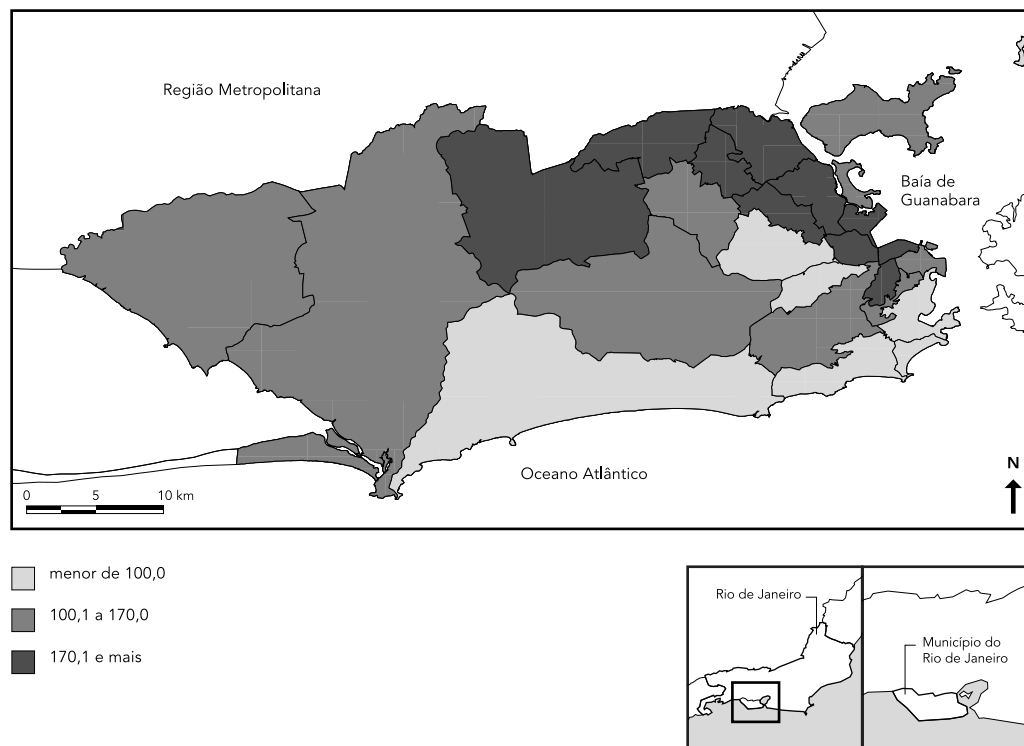 Região Metropolitana
Baía de
Guanabara
Oceano Atlântico
N
0 5 10 km
menor de 100,0
100,1 a 170,0
170,1 e mais
Rio de Janeiro
Município do
Rio de Janeiro